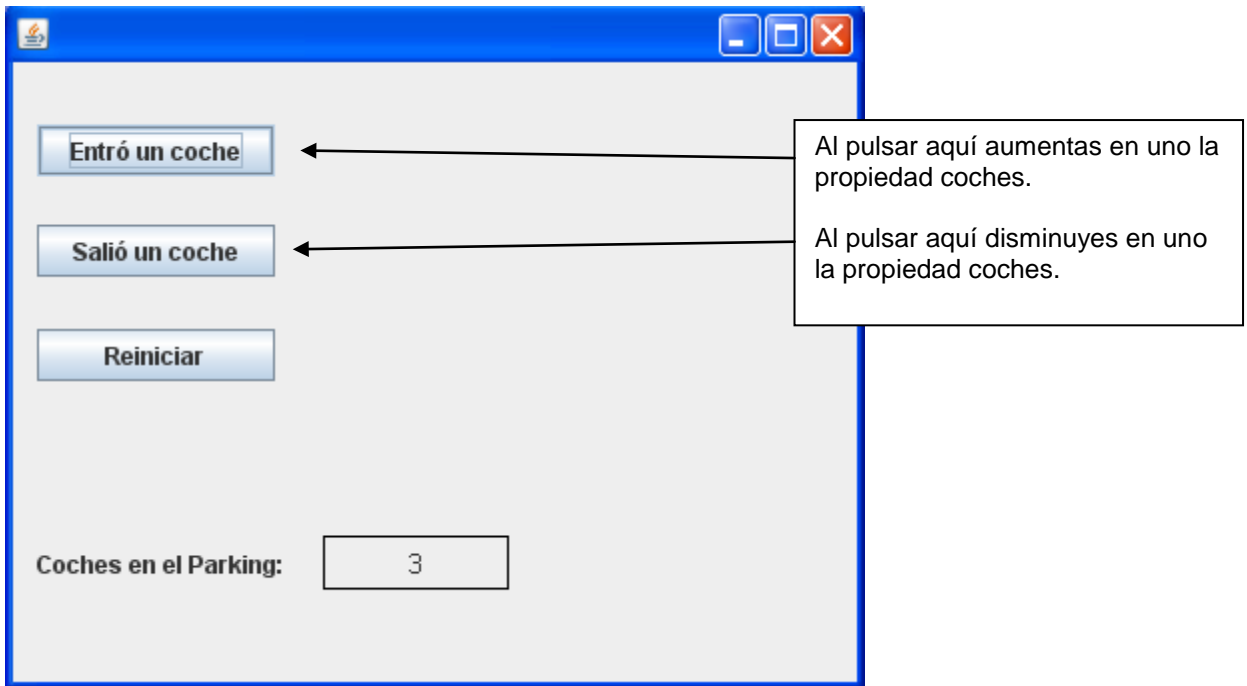 Entró un coche
Al pulsar aquí aumentas en uno la
propiedad coches.
Al pulsar aquí disminuyes en uno
la propiedad coches.
Salió un coche
Reiniciar
Coches en el Parking:
3